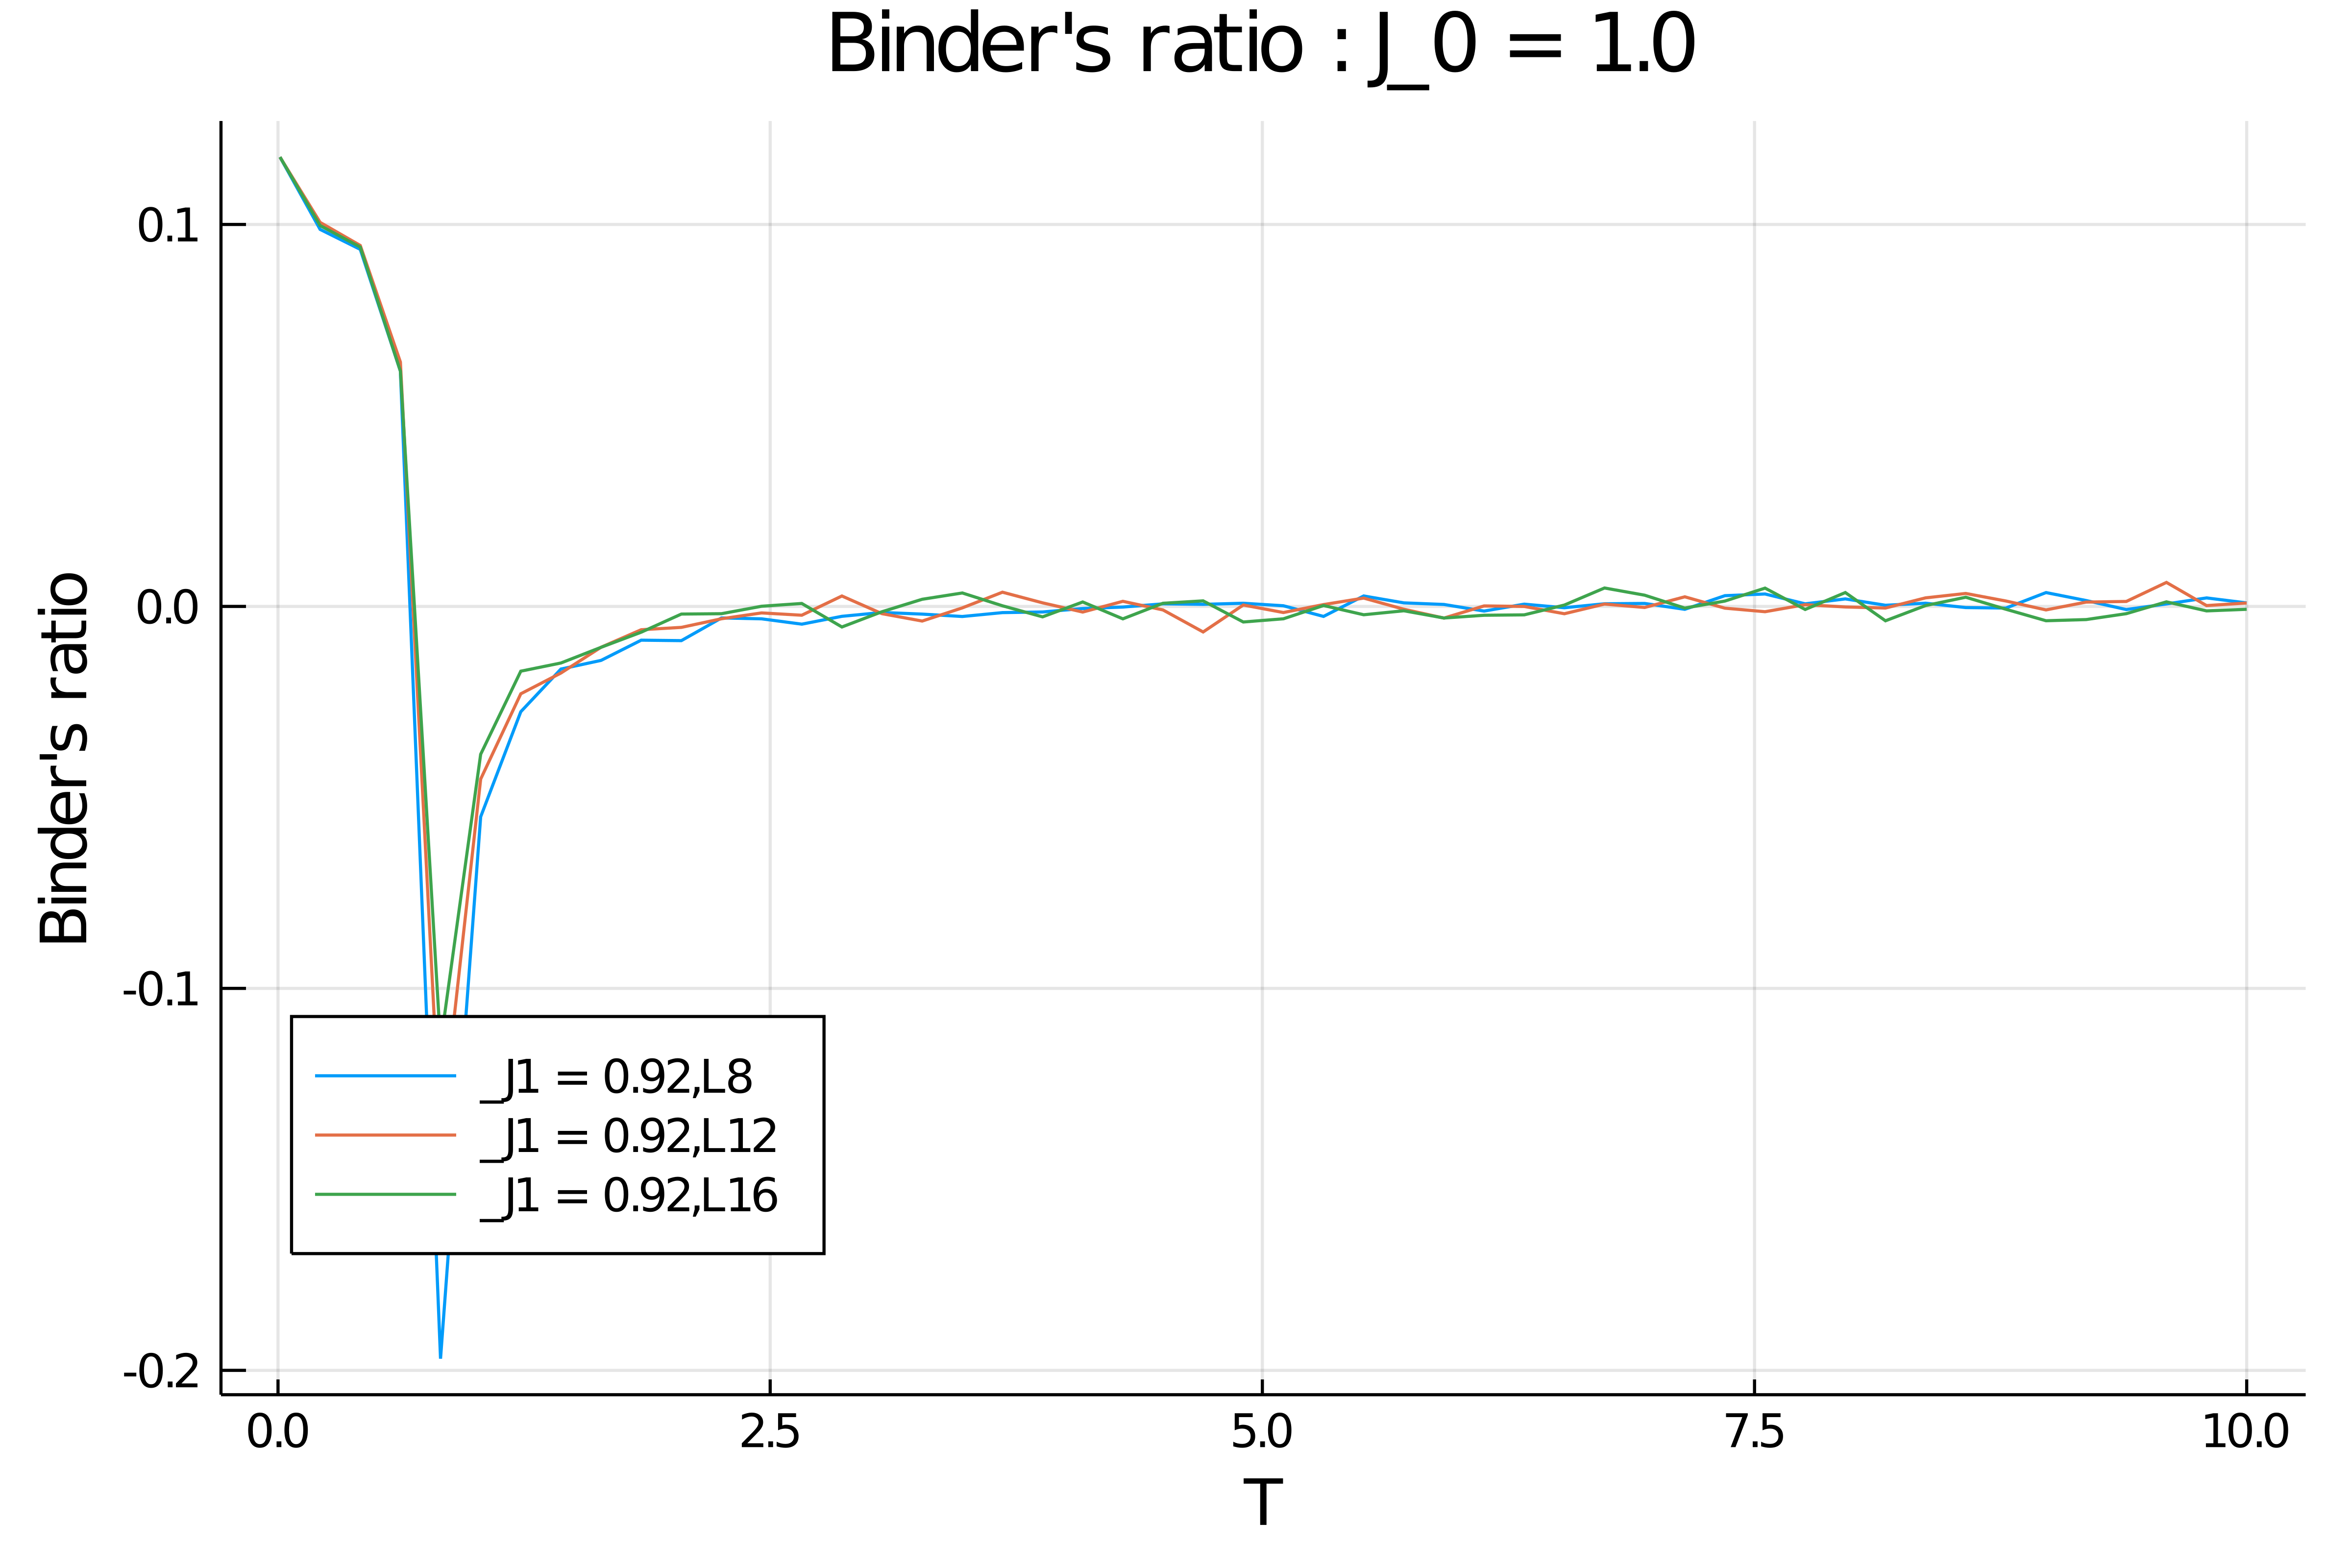 Binder's ratio : J_0 = 1.0
0.1
0.0
-0.1
-0.2
Binder's ratio
_J1 = 0.92,L8
_J1 = 0.92,L12
_J1 = 0.92,L16
0.0
2.5
5.0
7.5
10.0
T